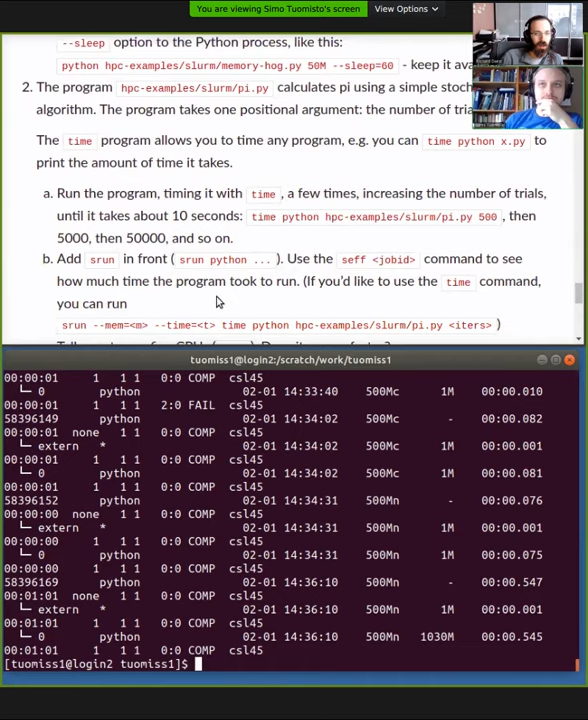 You are viewing Simo Tuomisto's screen
View Options
--sleep option to the Python process, like this:
python hpc-examples/slurm/memory-hog.py 50M --sleep=60 - keep it ava
2. The program hpc-examples/slurm/pi.py calculates pi using a simple stoch
algorithm. The program takes one positional argument: the number of tria
The time program allows you to time any program, e.g. you can time python x.py to
print the amount of time it takes.
a. Run the program, timing it with time , a few times, increasing the number of trials,
until it takes about 10 seconds: time python hpc-examples/slurm/pi.py 500 , then
5000, then 50000, and so on.
b. Add srun in front ( srun python ... ). Use the seff <jobid> command to see
how much time the program took to run. (If you'd like to use the time command,
you can run
srun --mem=<m> --time=<t> time python hpc-examples/slurm/pi.py <iters> )
tuomiss1@login2:/scratch/work/tuomiss1
00:00:01 1 1 1 0:0 COMP csl45
└─ 0 python 02-01 14:33:40 500Mc 1M 00:00.010
00:00:01 1 1 1 2:0 FAIL csl45
58396149 python 02-01 14:34:02 500Mc - 00:00.082
00:00:01 none 1 1 0:0 COMP csl45
└─ extern * 02-01 14:34:02 500Mc 1M 00:00.001
00:00:01 1 1 1 0:0 COMP csl45
└─ 0 python 02-01 14:34:02 500Mc 1M 00:00.081
00:00:01 1 1 1 0:0 COMP csl45
58396152 python 02-01 14:34:31 500Mn - 00:00.076
00:00:00 none 1 1 0:0 COMP csl45
└─ extern * 02-01 14:34:31 500Mn 1M 00:00.001
00:00:00 1 1 1 0:0 COMP csl45
└─ 0 python 02-01 14:34:31 500Mn 1M 00:00.075
00:00:00 1 1 1 0:0 COMP csl45
58396169 python 02-01 14:36:10 500Mn - 00:00.547
00:01:01 none 1 1 0:0 COMP csl45
└─ extern * 02-01 14:36:10 500Mn 1M 00:00.001
00:01:01 1 1 1 0:0 COMP csl45
└─ 0 python 02-01 14:36:10 500Mn 1030M 00:00.545
00:01:01 1 1 1 0:0 COMP csl45
[tuomiss1@login2 tuomiss1]$